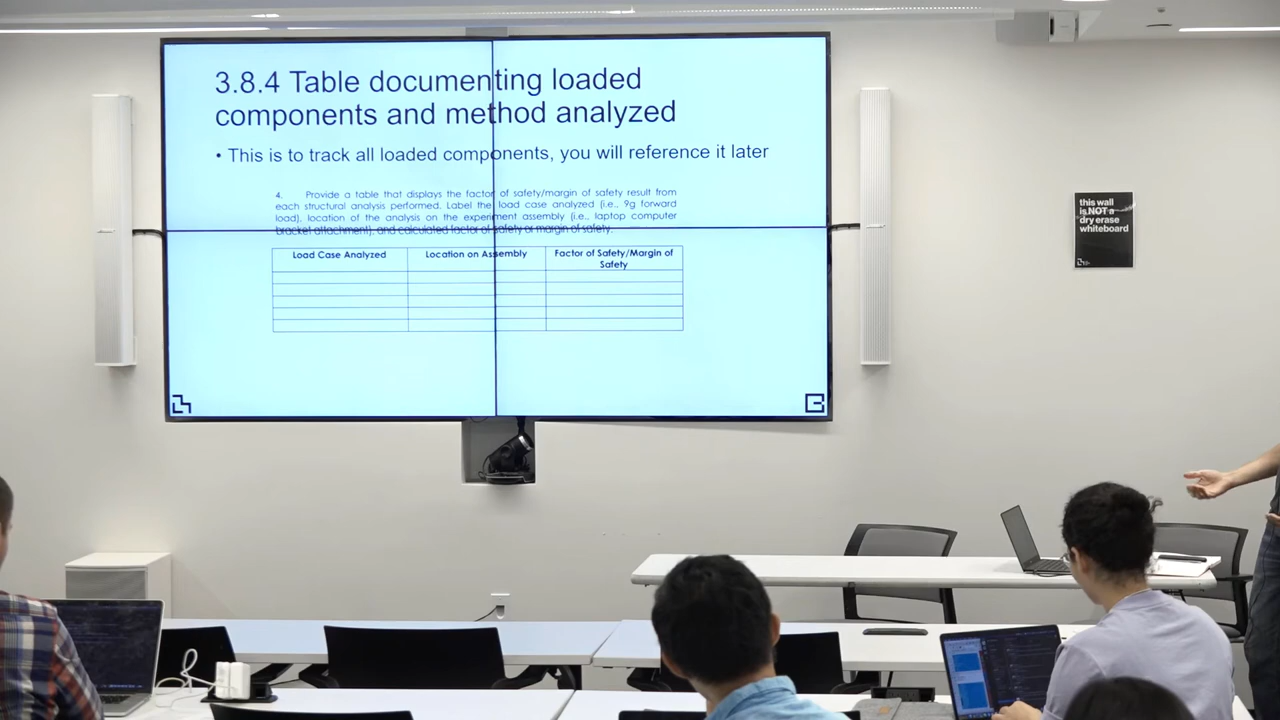 3.8.4 Table documenting loaded
components and method analyzed
• This is to track all loaded components, you will reference it later
4. Provide a table that displays the factor of safety/margin of safety result from
each structural analysis performed. Label the load case analyzed (i.e., 9g forward
load), location of the analysis on the experiment assembly (i.e., laptop computer
bracket attachment), and calculated factor of safety or margin of safety.
Load Case Analyzed
Location on Assembly
Factor of Safety/Margin of
Safety
this wall
is NOT a
dry erase
whiteboard